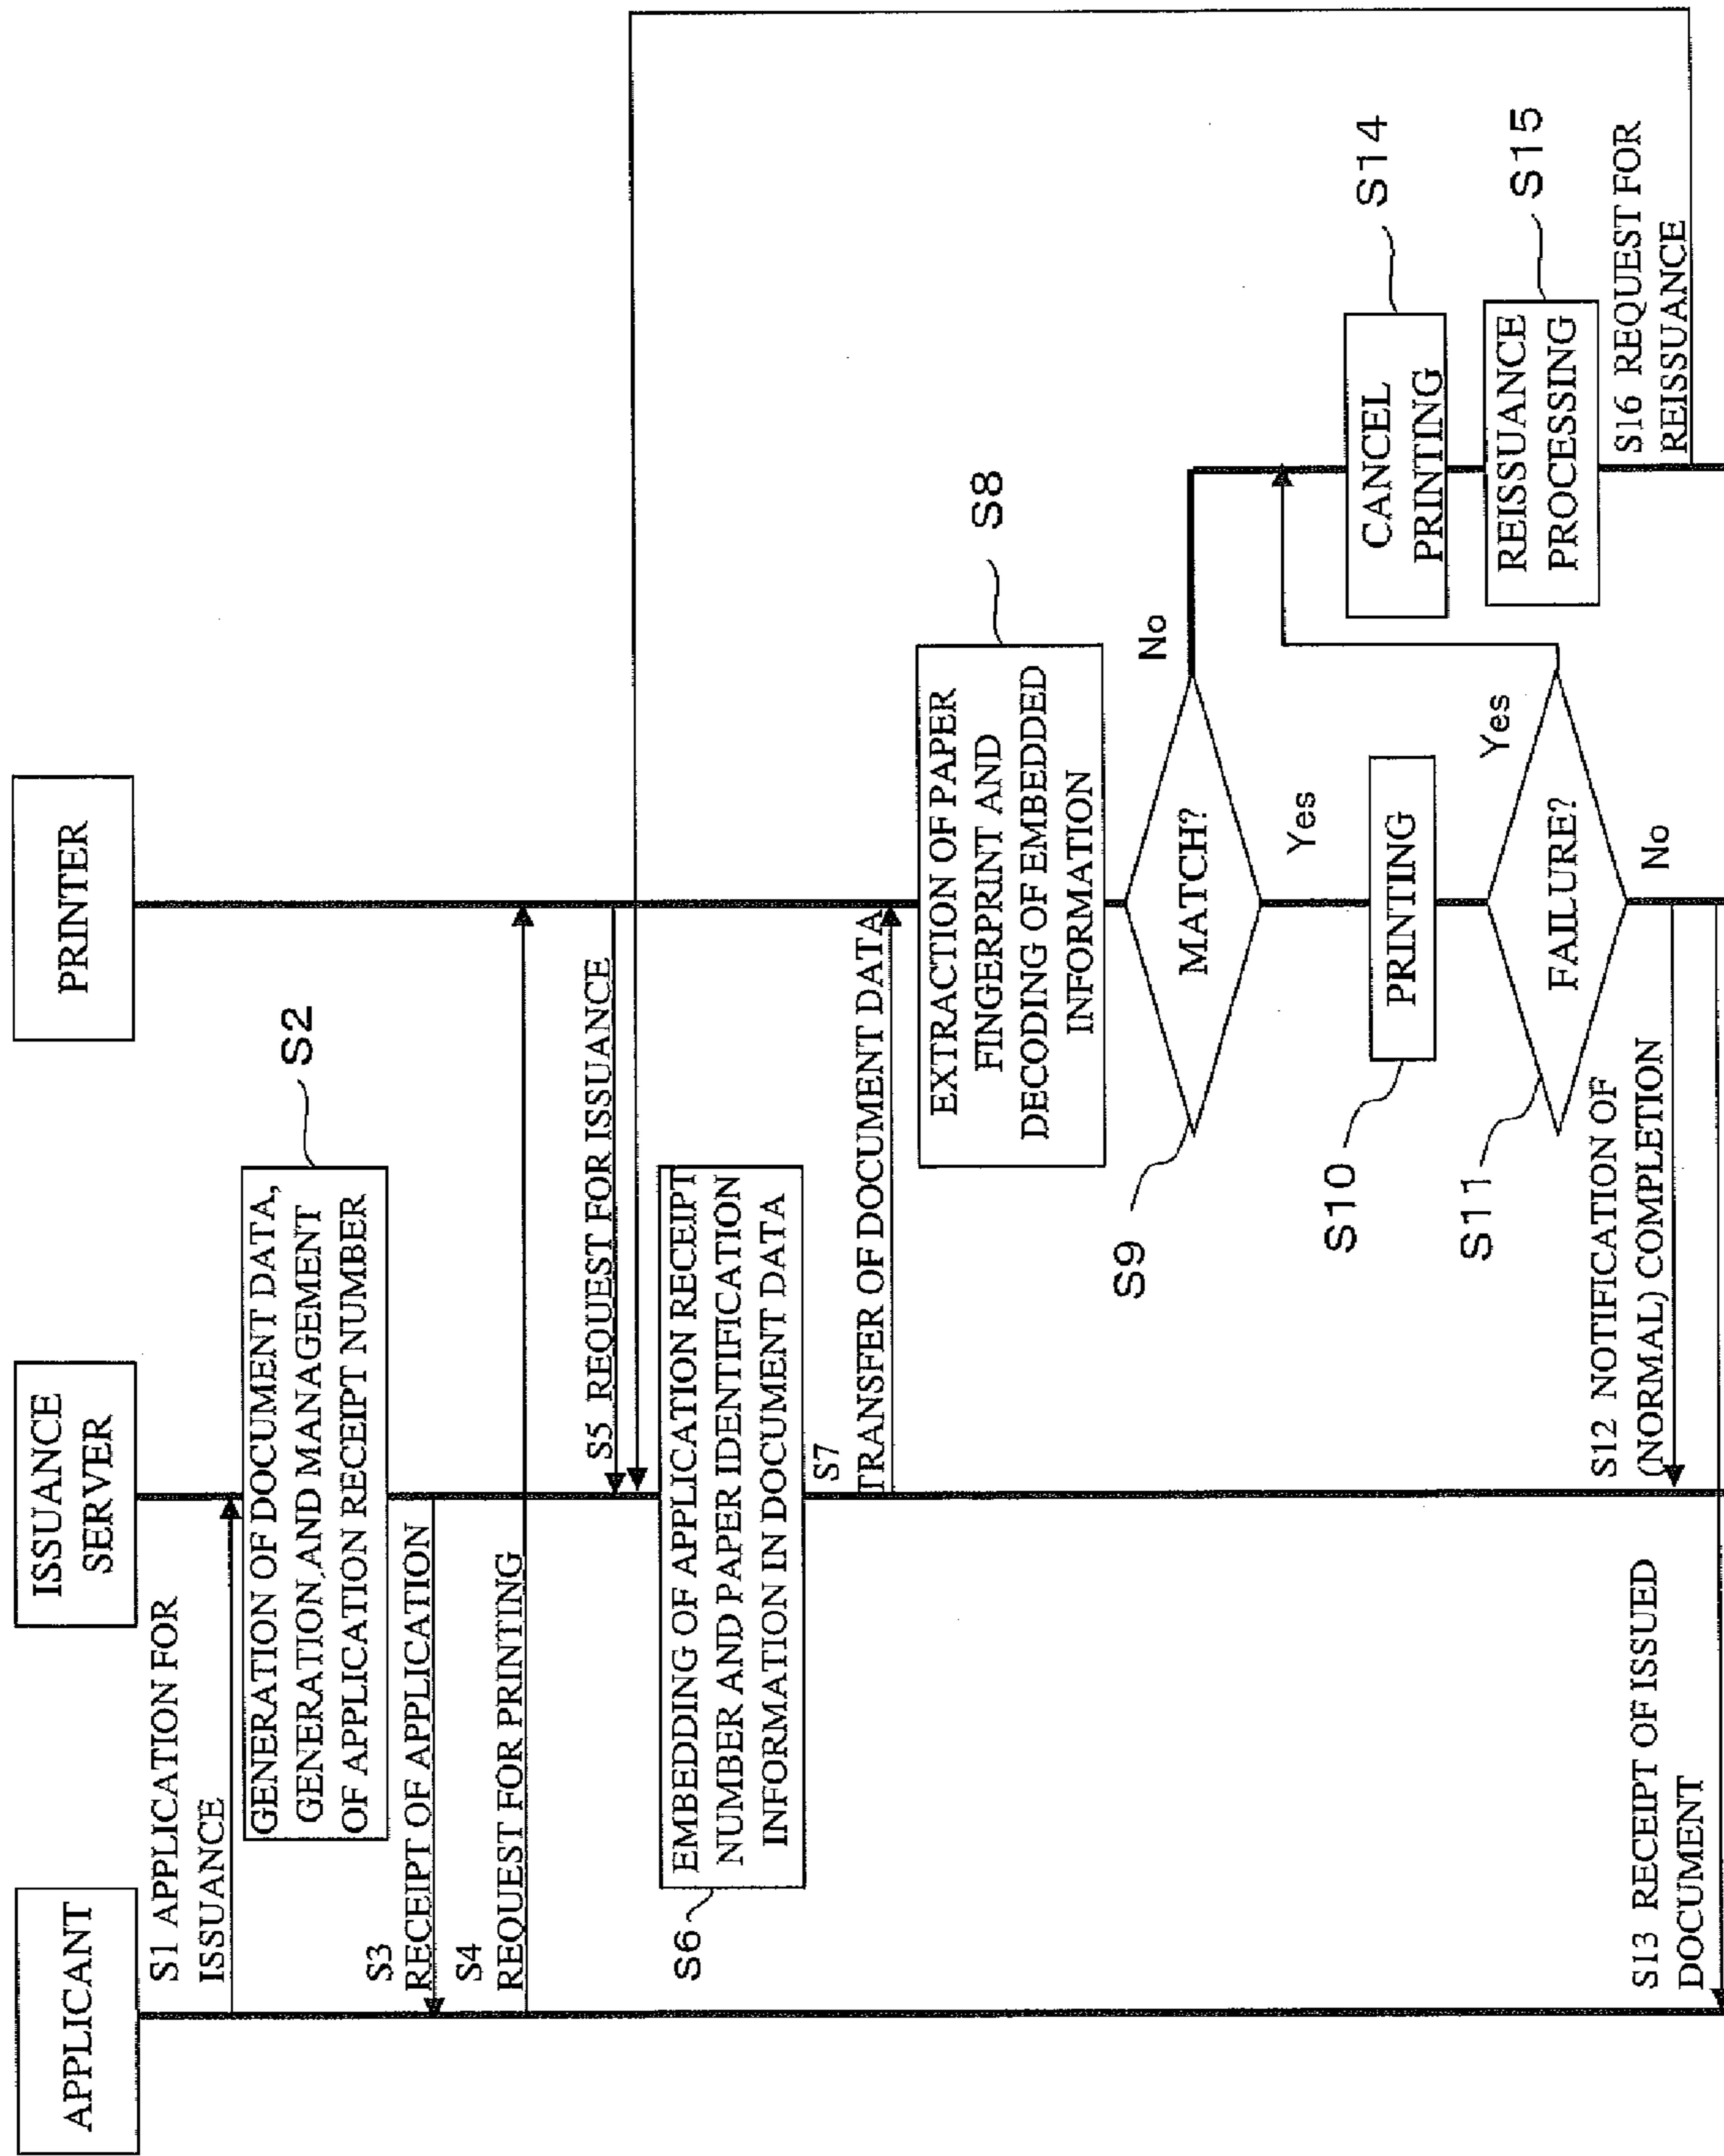 APPLICANT
ISSUANCE
SERVER
PRINTER
S1 APPLICATION FOR
ISSUANCE
GENERATION OF DOCUMENT DATA,
GENERATION, AND MANAGEMENT
OF APPLICATION RECEIPT NUMBER
S2
S3
RECEIPT OF APPLICATION
S4
REQUEST FOR PRINTING
S5 REQUEST FOR ISSUANCE
EMBEDDING OF APPLICATION RECEIPT
NUMBER AND PAPER IDENTIFICATION
INFORMATION IN DOCUMENT DATA
S6
S7
TRANSFER OF DOCUMENT DATA
EXTRACTION OF PAPER
FINGERPRINT AND
DECODING OF EMBEDDED
INFORMATION
S8
MATCH?
S9
No
Yes
PRINTING
S10
FAILURE?
S11
Yes
No
CANCEL
PRINTING
S14
REISSUANCE
PROCESSING
S15
S16 REQUEST FOR
REISSUANCE
S12 NOTIFICATION OF
(NORMAL) COMPLETION
S13 RECEIPT OF ISSUED
DOCUMENT